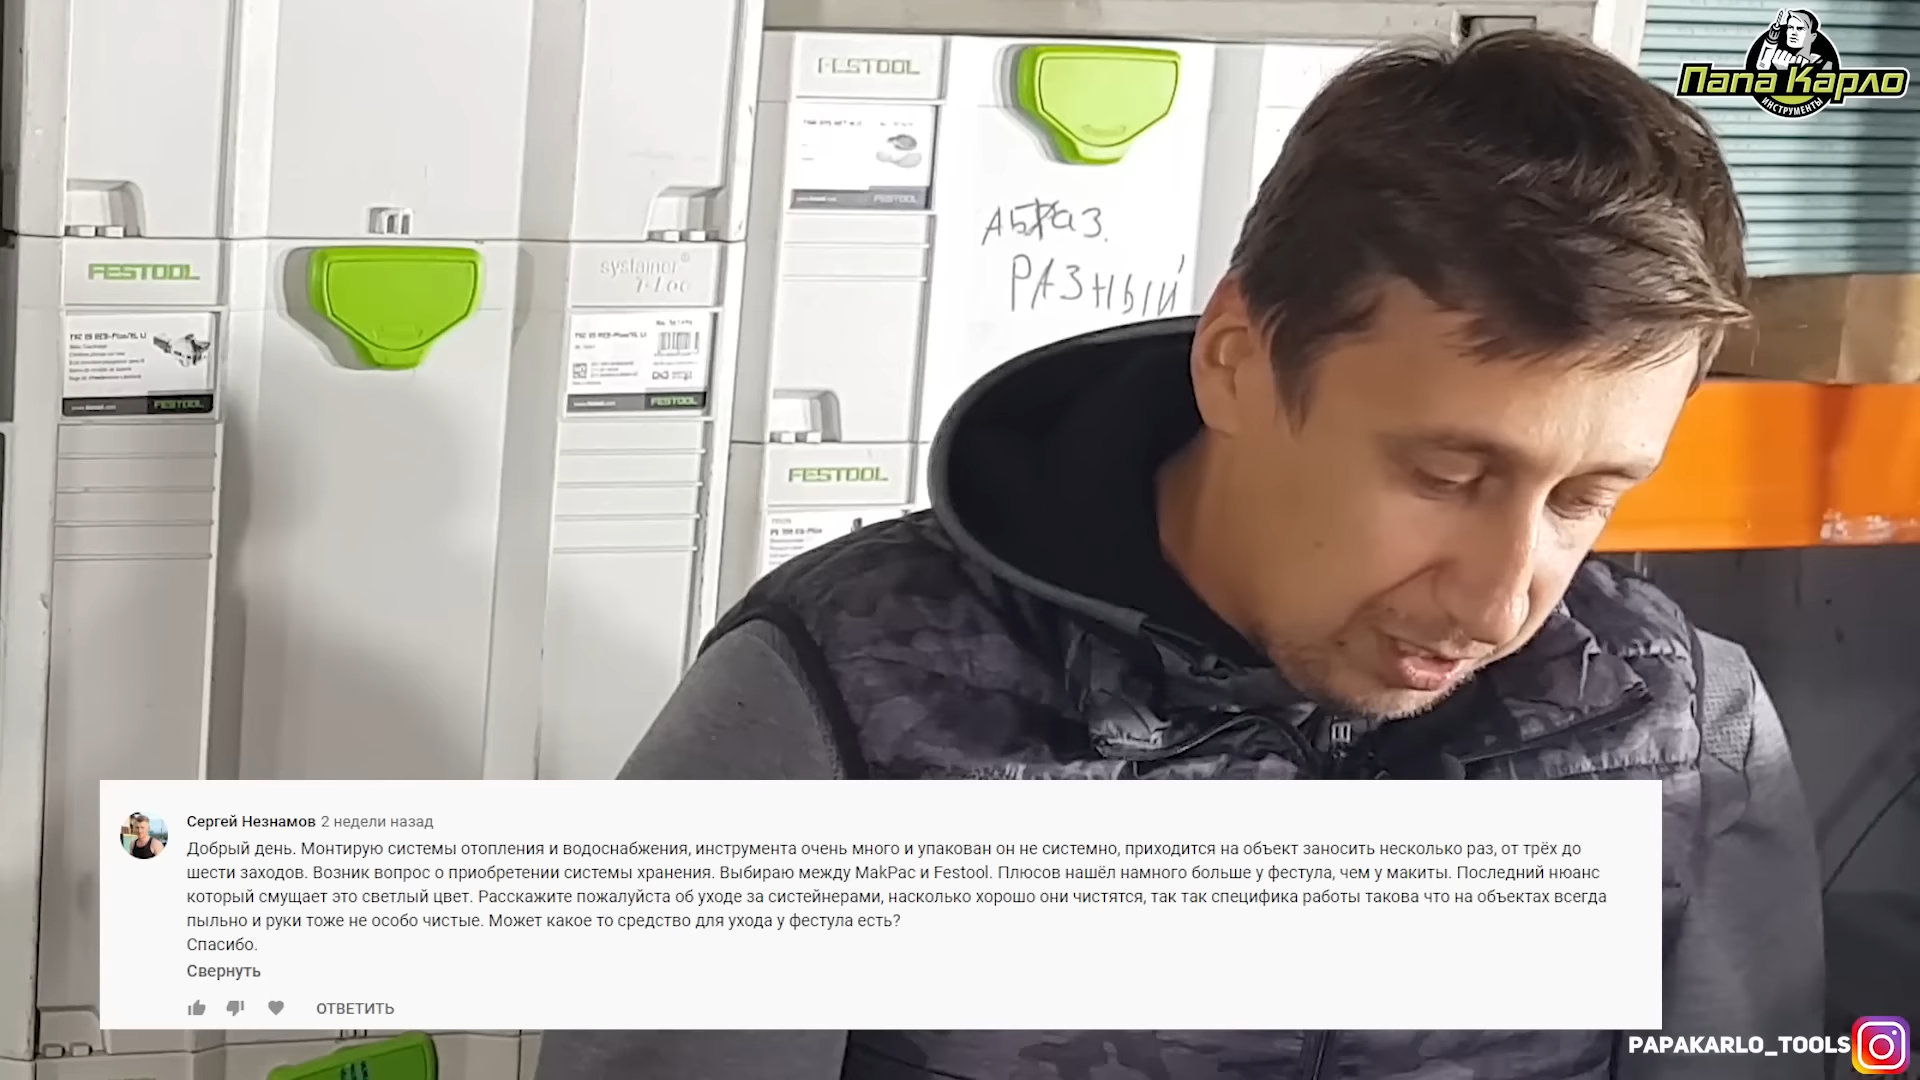 Папа Карло
ИНСТРУМЕНТЫ
FESTOOL
FESTOOL
АБРАЗ.
РАЗНЫЙ
FESTOOL
systainer®
T-Loc
FESTOOL
FESTOOL
FESTOOL
Сергей Незнамов 2 недели назад
Добрый день. Монтирую системы отопления и водоснабжения, инструмента очень много и упакован он не системно, приходится на объект заносить несколько раз, от трёх до
шести заходов. Возник вопрос о приобретении системы хранения. Выбираю между MakPac и Festool. Плюсов нашёл намного больше у фестула, чем у макиты. Последний нюанс
который смущает это светлый цвет. Расскажите пожалуйста об уходе за систейнерами, насколько хорошо они чистятся, так так специфика работы такова что на объектах всегда
пыльно и руки тоже не особо чистые. Может какое то средство для ухода у фестула есть?
Спасибо.
Свернуть
ОТВЕТИТЬ
PAPAKARLO_TOOLS